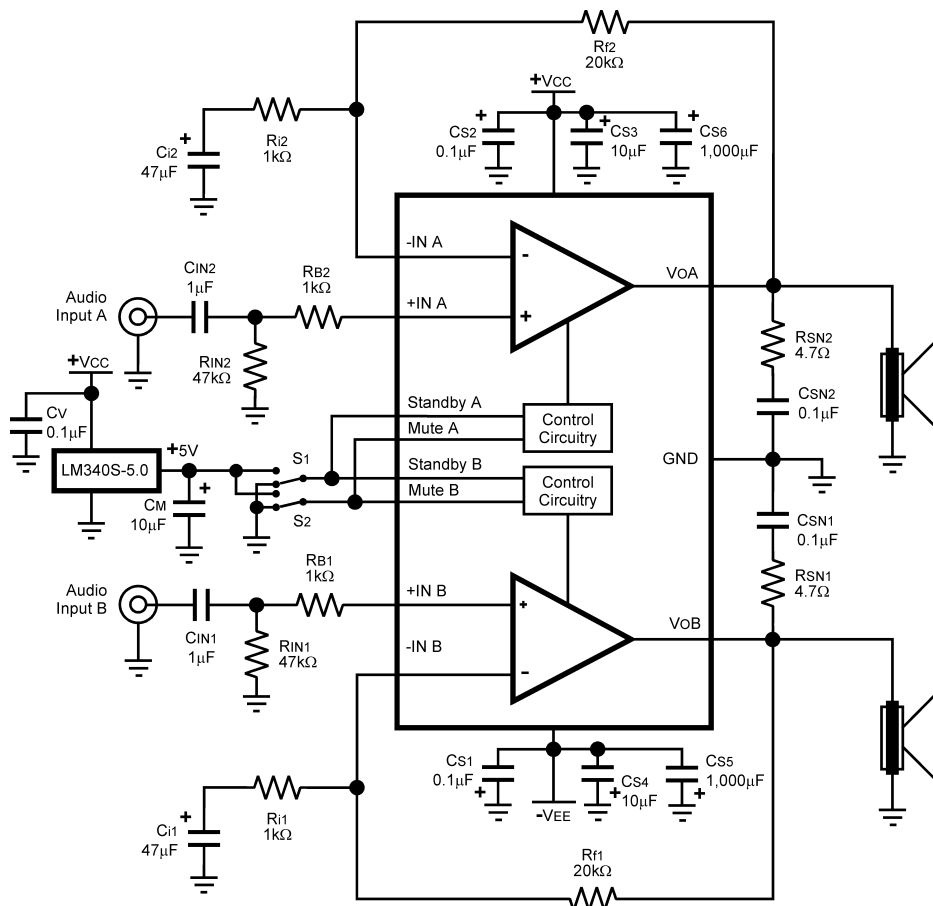 Rf2
20kΩ
+VCC
Ri2
1kΩ
Ci2
47µF
+
CS2
0.1µF
+
CS3
10µF
+
CS6
1,000µF
+
-IN A
-
CIN2
1µF
RB2
1kΩ
VOA
Audio
Input A
+IN A
+
RIN2
47kΩ
RSN2
4.7Ω
+VCC
CSN2
0.1µF
CV
0.1µF
Standby A
Mute A
Control
Circuitry
LM340S-5.0
+5V
S1
Standby B
Mute B
Control
Circuitry
GND
CM
10µF
+
S2
CSN1
0.1µF
RB1
1kΩ
RSN1
4.7Ω
Audio
Input B
+IN B
+
CIN1
1µF
RIN1
47kΩ
-IN B
-
VOB
CS1
0.1µF
+
CS4
10µF
+
CS5
1,000µF
+
-VEE
Ri1
1kΩ
Ci1
47µF
+
Rf1
20kΩ